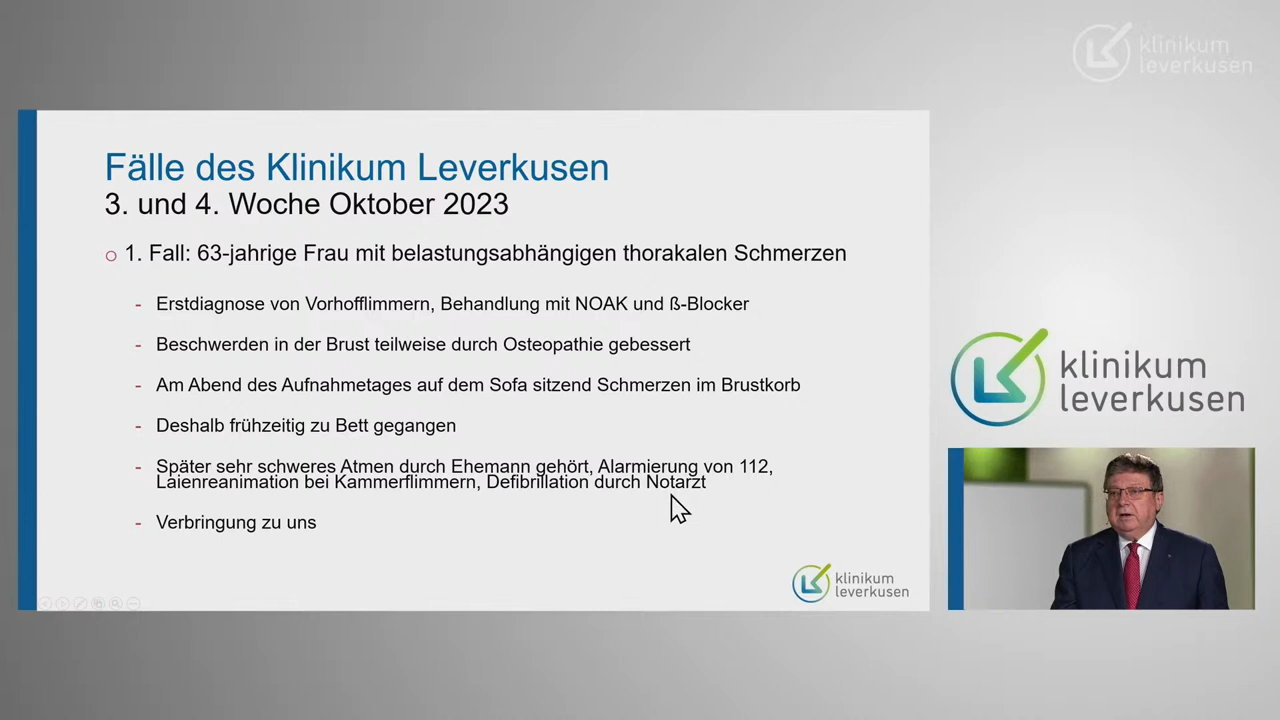 klinikum
leverkusen
Fälle des Klinikum Leverkusen
3. und 4. Woche Oktober 2023
1. Fall: 63-jahrige Frau mit belastungsabhängigen thorakalen Schmerzen
- Erstdiagnose von Vorhofflimmern, Behandlung mit NOAK und ß-Blocker
- Beschwerden in der Brust teilweise durch Osteopathie gebessert
- Am Abend des Aufnahmetages auf dem Sofa sitzend Schmerzen im Brustkorb
- Deshalb frühzeitig zu Bett gegangen
- Später sehr schweres Atmen durch Ehemann gehört, Alarmierung von 112,
Laienreanimation bei Kammerflimmern, Defibrillation durch Notarzt
- Verbringung zu uns
klinikum
leverkusen
klinikum
leverkusen